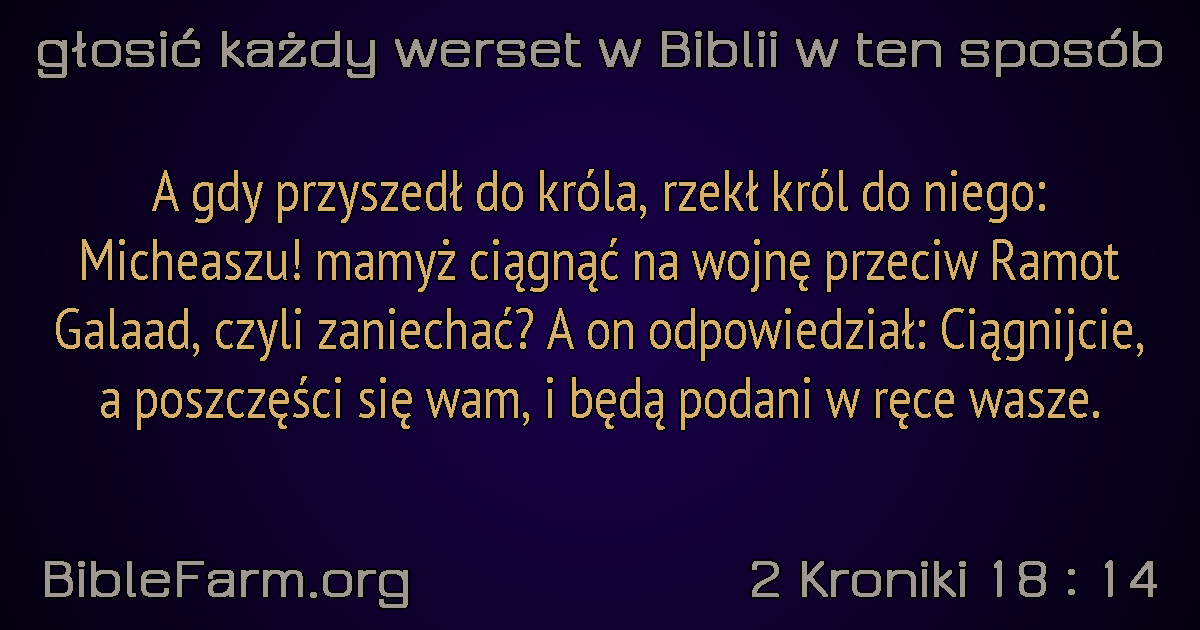 głosić każdy werset w Biblii w ten sposób
A gdy przyszedł do króla, rzekł król do niego:
Micheaszu! mamyż ciągnąć na wojnę przeciw Ramot
Galaad, czyli zaniechać? A on odpowiedział: Ciągnijcie,
a poszczęści się wam, i będą podani w ręce wasze.
BibleFarm.org
2 Kroniki 18 : 14